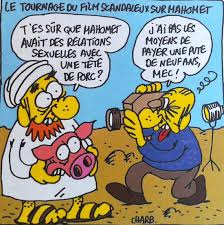 LE TOURNAGE DU FILM SCANDALEUX SUR MAHOMET
T'ES SÛR QUE MAHOMET
AVAIT DES RELATIONS
SEXUELLES AVEC
UNE TÊTE
DE PORC?
J'AI PAS LES
MOYENS DE
PAYER UNE PUTE
DE NEUF ANS,
MEC!
CHARB.